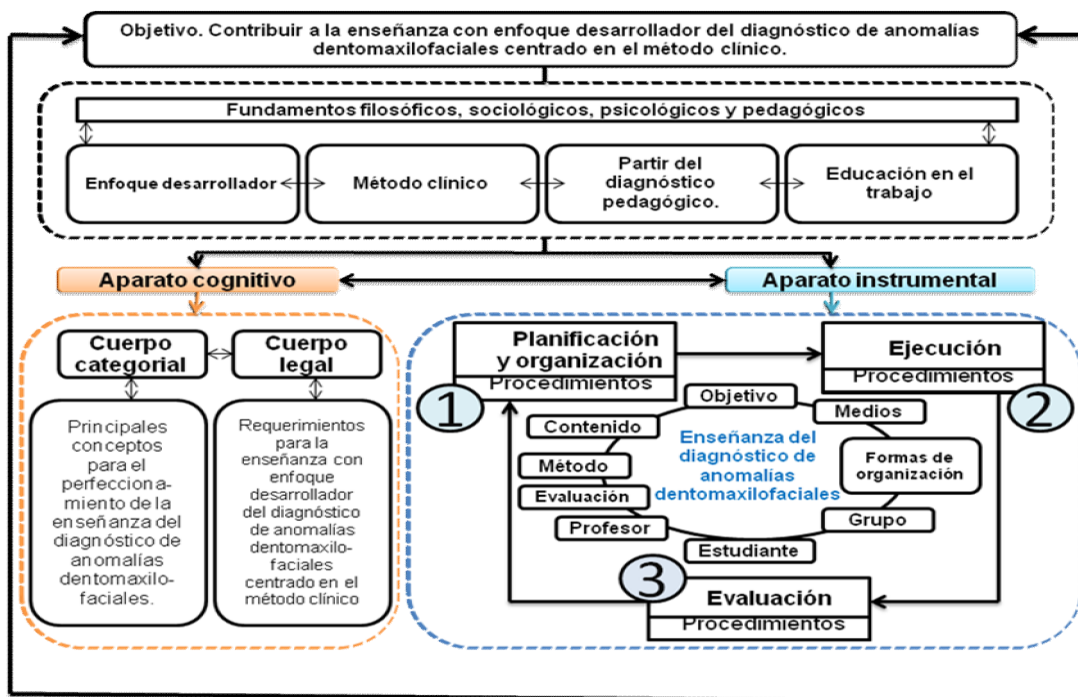 Objetivo. Contribuir a la enseñanza con enfoque desarrollador del diagnóstico de anomalías
dentomaxilofaciales centrado en el método clínico.
Fundamentos filosóficos, sociológicos, psicológicos y pedagógicos
Enfoque desarrollador
Método clínico
Partir del
diagnóstico
pedagógico.
Educación en el
trabajo
Aparato cognitivo
Aparato instrumental
Cuerpo
categorial
Cuerpo
legal
Principales
conceptos
para el
perfecciona-
miento de la
enseñanza del
diagnóstico de
anomalías
dentomaxilo-
faciales.
Requerimientos
para la
enseñanza con
enfoque
desarrollador
del diagnóstico
de anomalías
dentomaxilo-
faciales
centrado en el
método clínico
Planificación
y organización
Procedimientos
1
Ejecución
Procedimientos
2
Objetivo
Medios
Contenido
Formas de
organización
Método
Evaluación
Profesor
Grupo
Estudiante
Enseñanza del
diagnóstico de
anomalías
dentomaxilofaciales
3
Evaluación
Procedimientos